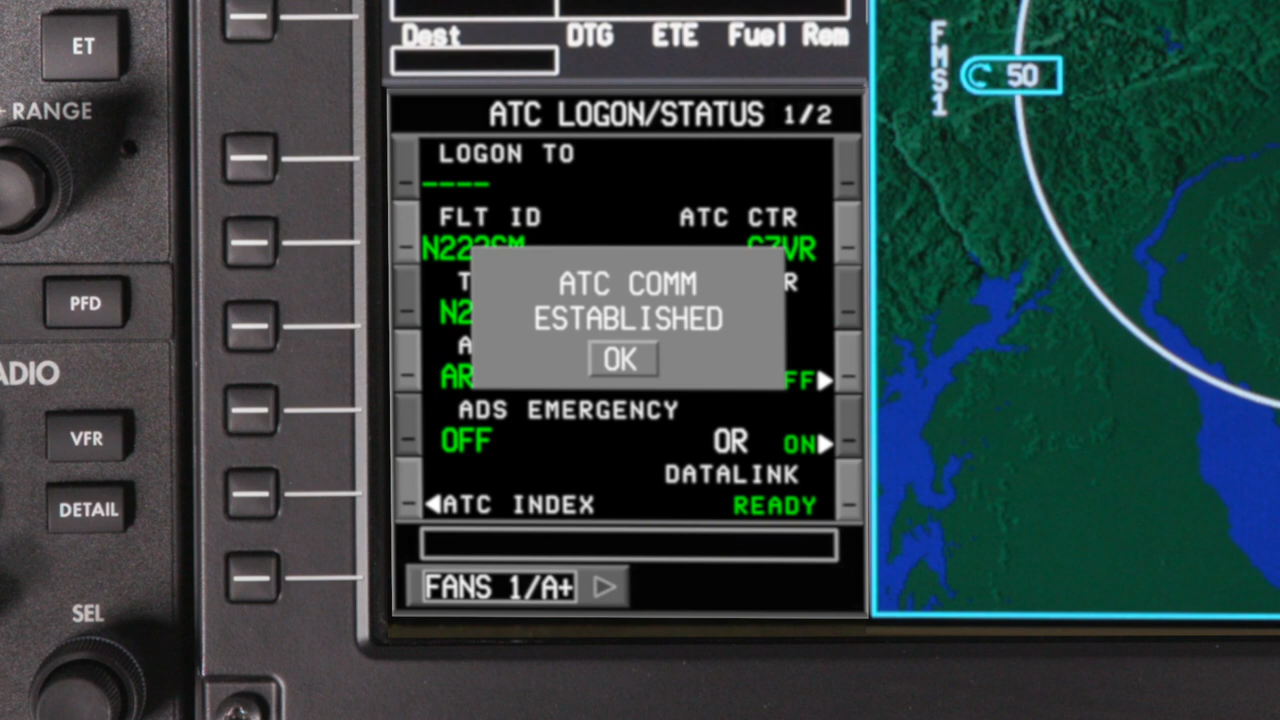 ET
+ RANGE
PFD
ADIO
VFR
DETAIL
SEL
Dest DTG ETE Fuel Rem
ATC LOGON/STATUS 1/2
LOGON TO
----
FLT ID ATC CTR
ATC COMM
ESTABLISHED
OK
FF
ADS EMERGENCY
OFF OR ON
DATALINK
ATC INDEX READY
FANS 1/A+
FMS1
50